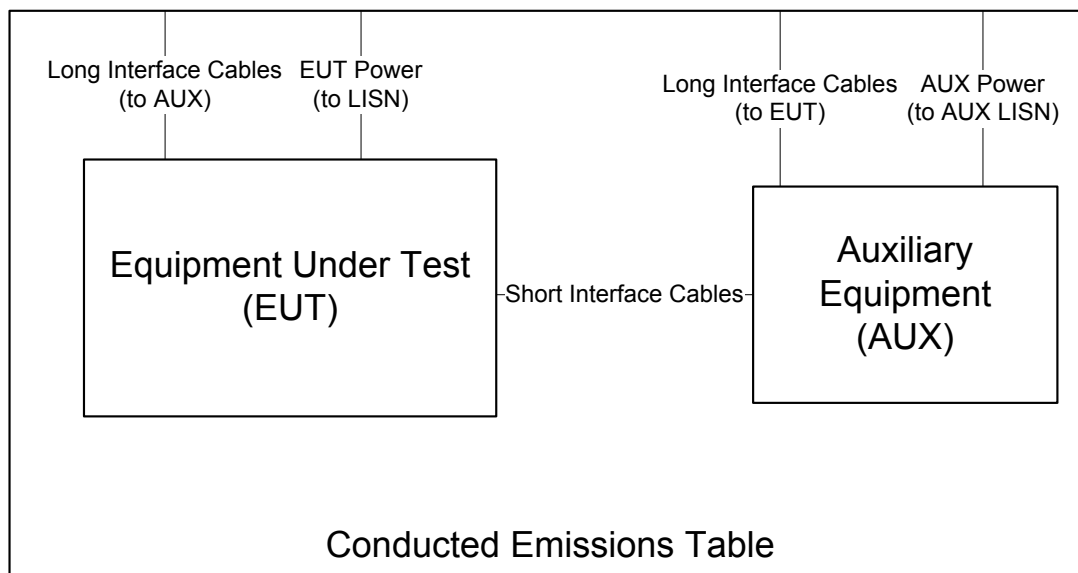 Long Interface Cables
(to AUX)
EUT Power
(to LISN)
Long Interface Cables
(to EUT)
AUX Power
(to AUX LISN)
Equipment Under Test
(EUT)
Short Interface Cables
Auxiliary
Equipment
(AUX)
Conducted Emissions Table